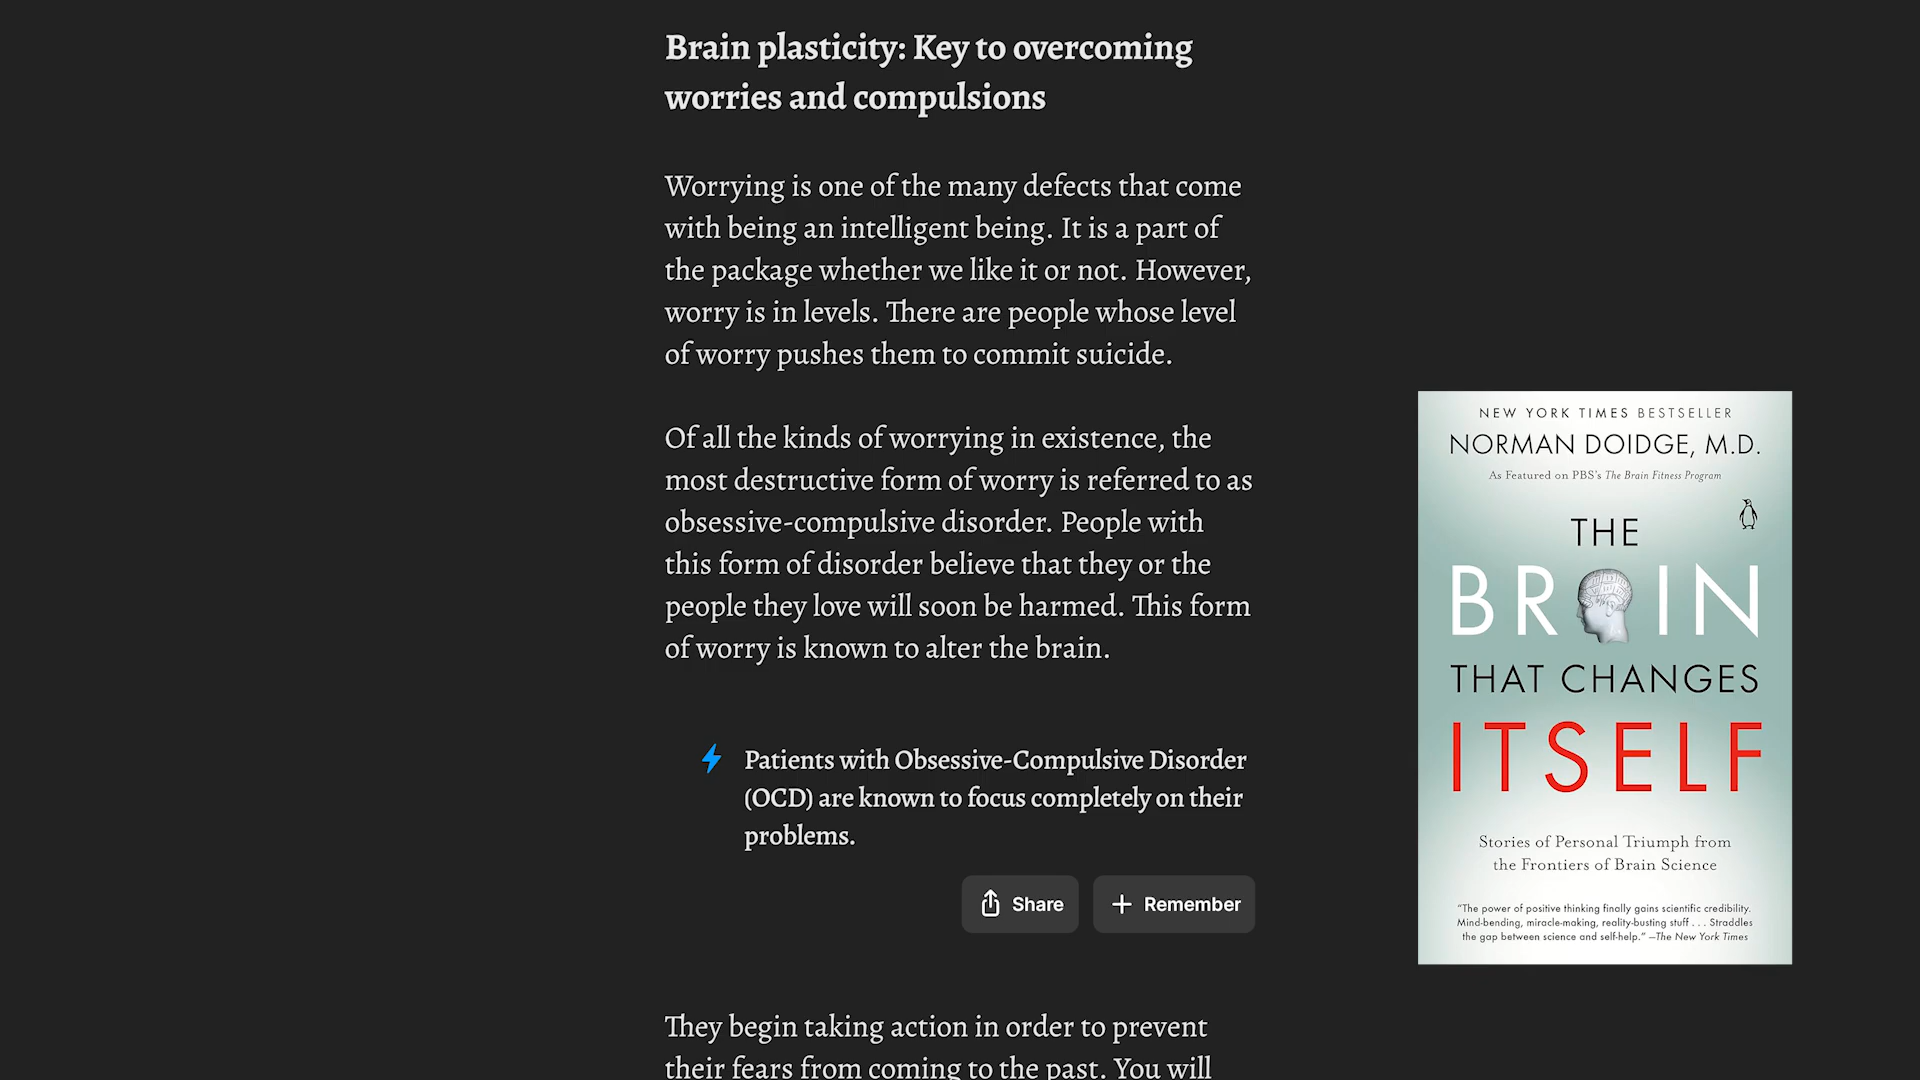 Brain plasticity: Key to overcoming
worries and compulsions
Worrying is one of the many defects that come
with being an intelligent being. It is a part of
the package whether we like it or not. However,
worry is in levels. There are people whose level
of worry pushes them to commit suicide.
Of all the kinds of worrying in existence, the
most destructive form of worry is referred to as
obsessive-compulsive disorder. People with
this form of disorder believe that they or the
people they love will soon be harmed. This form
of worry is known to alter the brain.
Patients with Obsessive-Compulsive Disorder
(OCD) are known to focus completely on their
problems.
Share
Remember
They begin taking action in order to prevent
their fears from coming to the past. You will
NEW YORK TIMES BESTSELLER
NORMAN DOIDGE, M.D.
As Featured on PBS's The Brain Fitness Program
THE
BRAIN
THAT CHANGES
ITSELF
Stories of Personal Triumph from
the Frontiers of Brain Science
"The power of positive thinking finally gains scientific credibility.
Mind-bending, miracle-making, reality-busting stuff . . . Straddles
the gap between science and self-help." —The New York Times